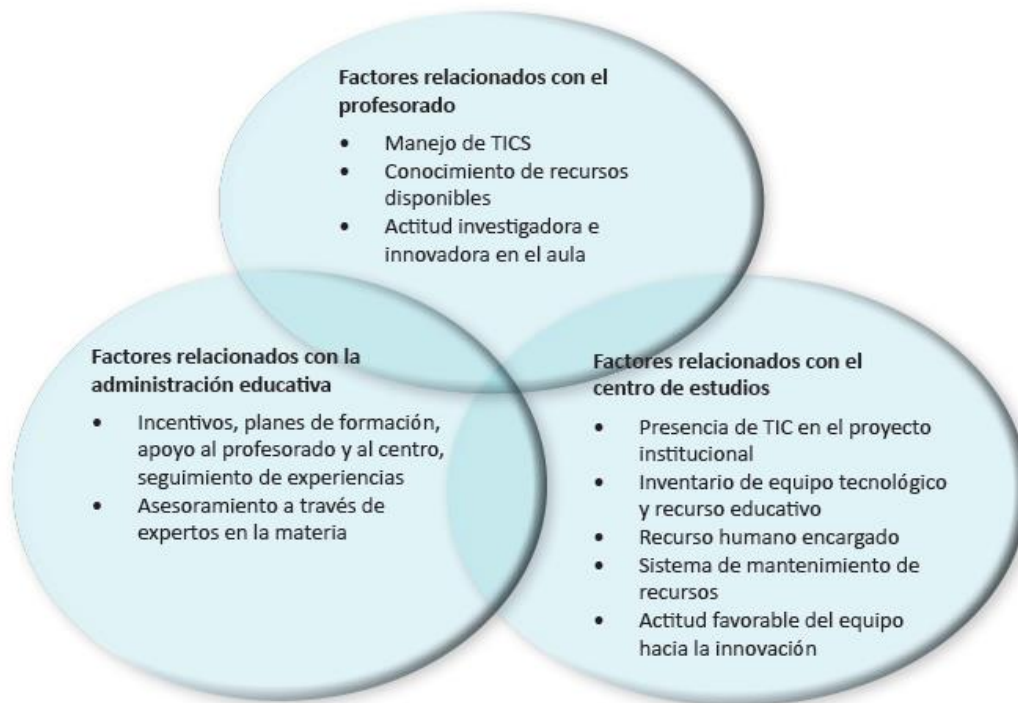 Factores relacionados con el
profesorado
• Manejo de TICS
• Conocimiento de recursos
disponibles
• Actitud investigadora e
innovadora en el aula
Factores relacionados con la
administración educativa
• Incentivos, planes de formación,
apoyo al profesorado y al centro,
seguimiento de experiencias
• Asesoramiento a través de
expertos en la materia
Factores relacionados con el
centro de estudios
• Presencia de TIC en el proyecto
institucional
• Inventario de equipo tecnológico
y recurso educativo
• Recurso humano encargado
• Sistema de mantenimiento de
recursos
• Actitud favorable del equipo
hacia la innovación